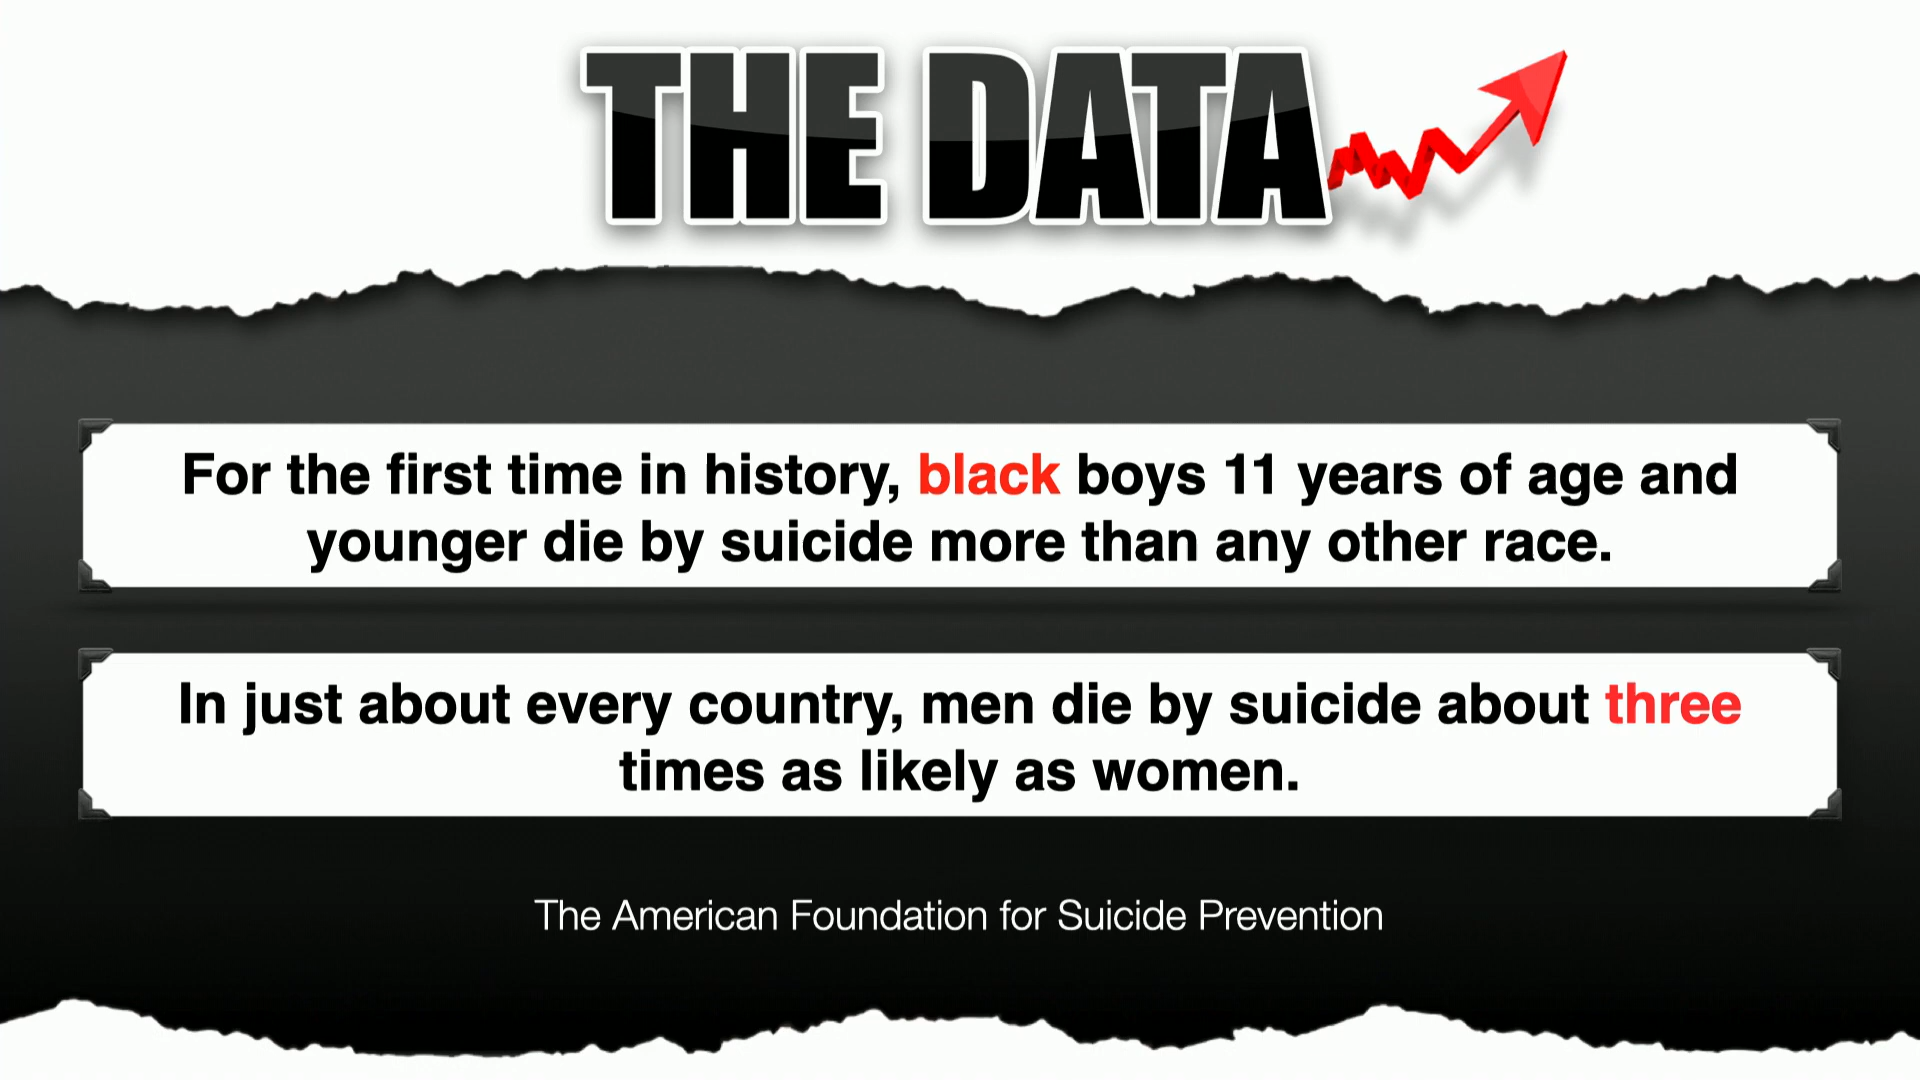 THE DATA
For the first time in history, black boys 11 years of age and
younger die by suicide more than any other race.
In just about every country, men die by suicide about three
times as likely as women.
The American Foundation for Suicide Prevention